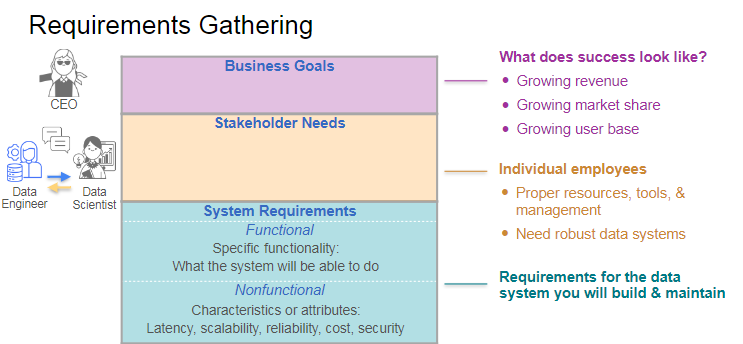 Requirements Gathering
CEO
Data
Engineer
Data
Scientist
Business Goals
Stakeholder Needs
System Requirements
Functional
Specific functionality:
What the system will be able to do
Nonfunctional
Characteristics or attributes:
Latency, scalability, reliability, cost, security
What does success look like?
• Growing revenue
• Growing market share
• Growing user base
Individual employees
• Proper resources, tools, &
management
• Need robust data systems
Requirements for the data
system you will build & maintain